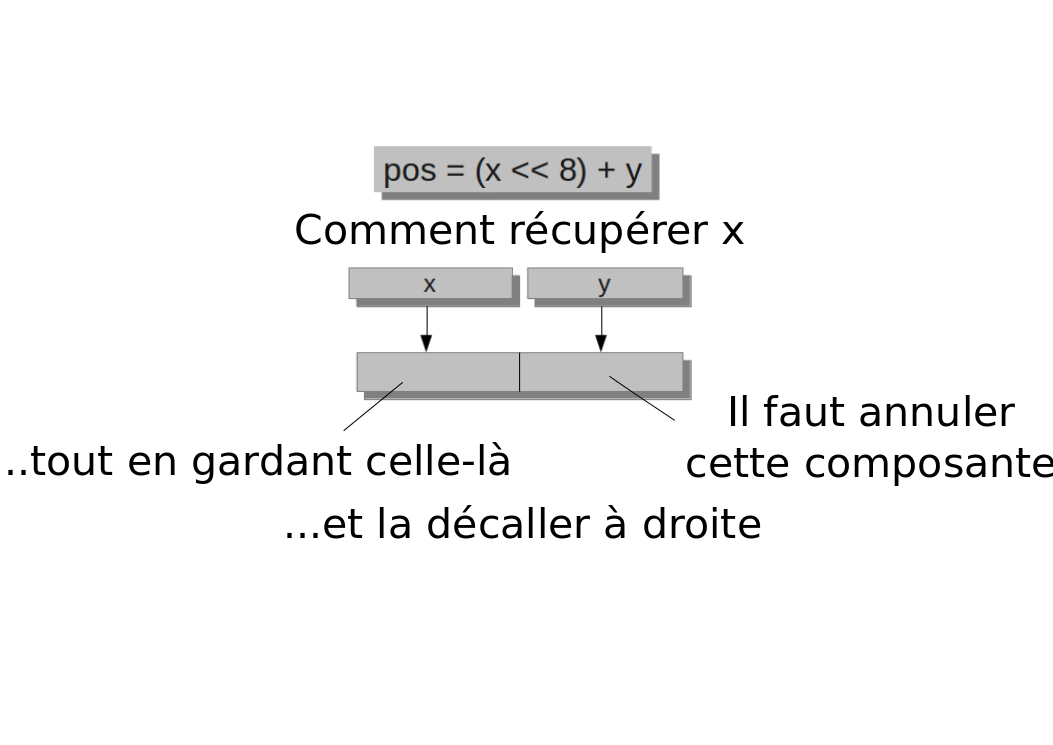 pos = (x << 8) + y
Comment récupérer x
x
y
Il faut annuler
cette composante
..tout en gardant celle-là
...et la décaller à droite